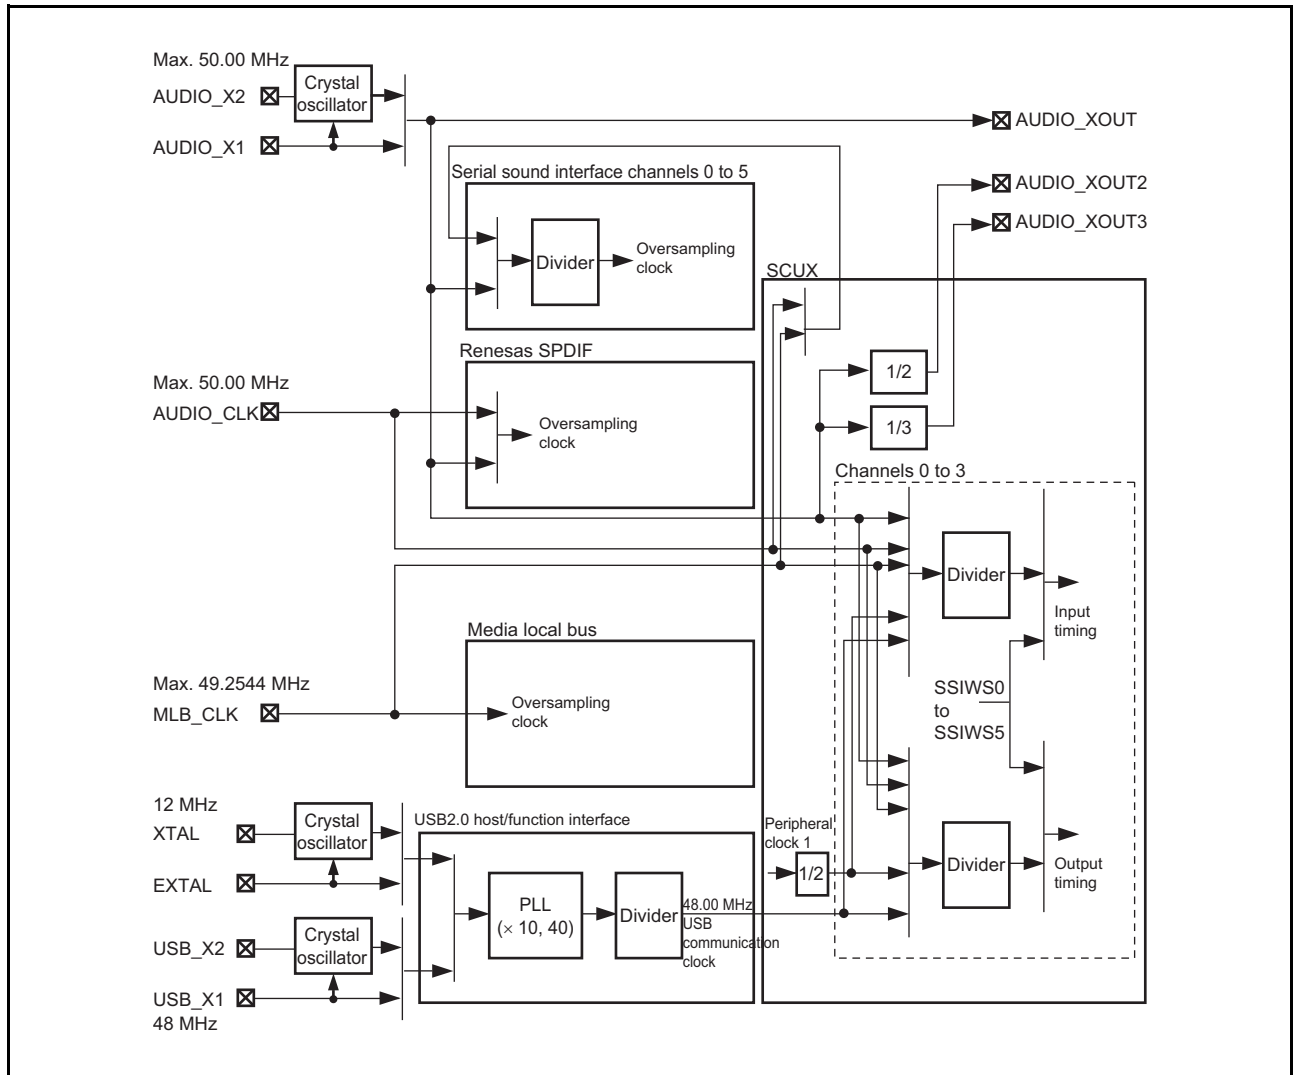 Max. 50.00 MHz
AUDIO_X2
Crystal
oscillator
AUDIO_X1
AUDIO_XOUT
AUDIO_XOUT2
AUDIO_XOUT3
Serial sound interface channels 0 to 5
Divider
Oversampling
clock
SCUX
Renesas SPDIF
Max. 50.00 MHz
AUDIO_CLK
Oversampling
clock
1/2
1/3
Channels 0 to 3
Divider
Input
timing
Media local bus
Max. 49.2544 MHz
MLB_CLK
Oversampling
clock
SSIWS0
to
SSIWS5
12 MHz
XTAL
Crystal
oscillator
EXTAL
USB2.0 host/function interface
PLL
(× 10, 40)
Divider
48.00 MHz
USB
communication
clock
Peripheral
clock 1
1/2
Divider
Output
timing
USB_X2
Crystal
oscillator
USB_X1
48 MHz